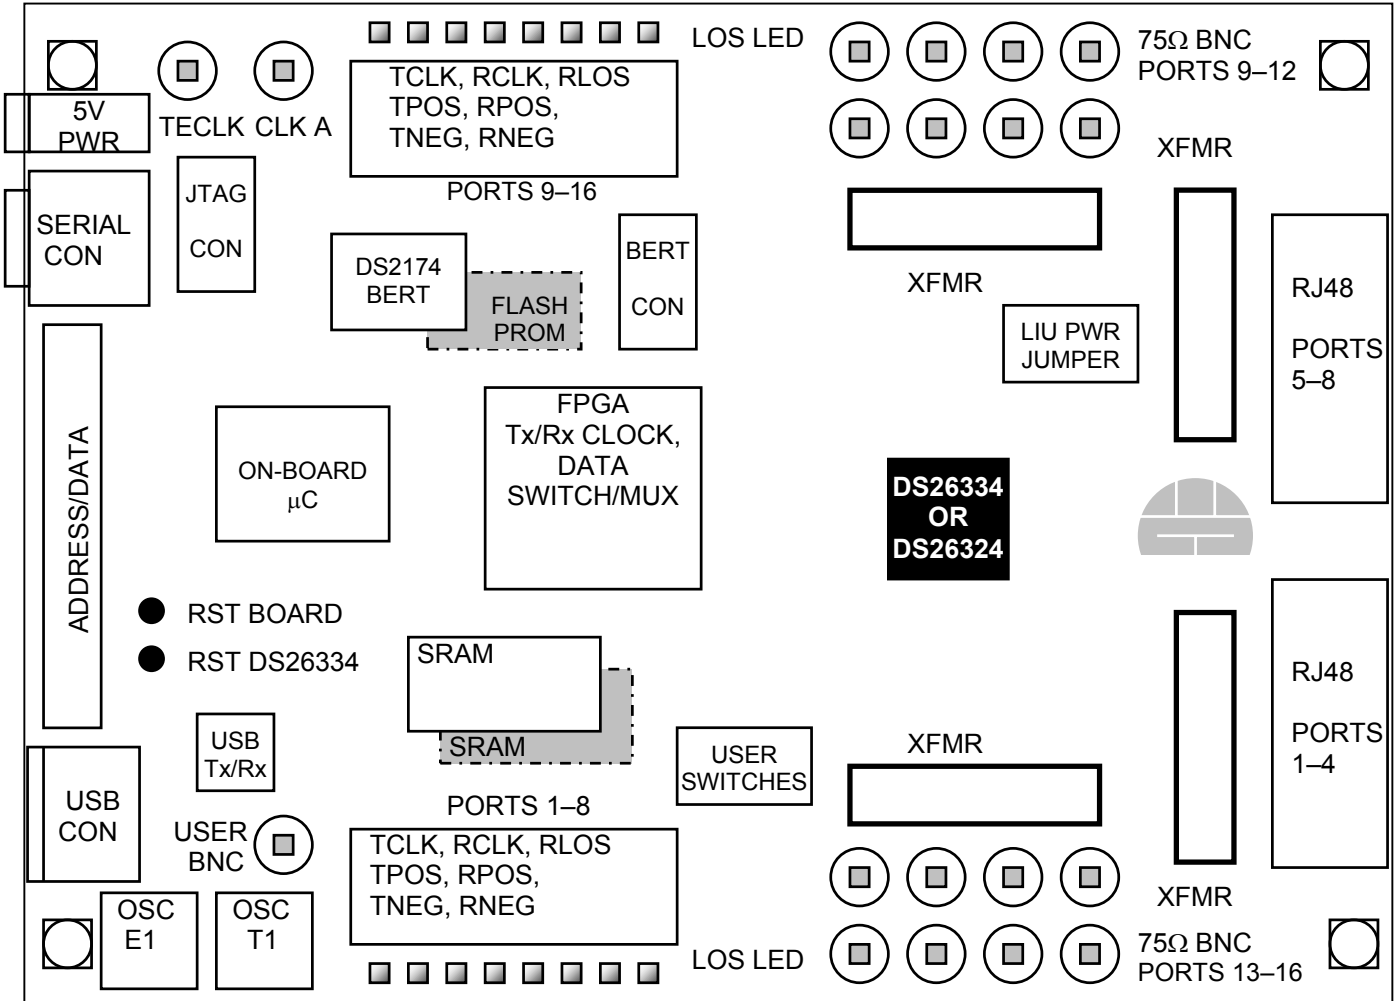 LOS LED
75Ω BNC
PORTS 9–12
5V
PWR
TECLK
CLK A
TCLK, RCLK, RLOS
TPOS, RPOS,
TNEG, RNEG
PORTS 9–16
XFMR
JTAG
CON
SERIAL
CON
DS2174
BERT
FLASH
PROM
BERT
CON
XFMR
RJ48
PORTS
5–8
LIU PWR
JUMPER
FPGA
Tx/Rx CLOCK,
DATA
SWITCH/MUX
ON-BOARD
μC
ADDRESS/DATA
DS26334
OR
DS26324
RST BOARD
RST DS26334
SRAM
SRAM
RJ48
PORTS
1–4
USB
Tx/Rx
USER
SWITCHES
XFMR
USB
CON
USER
BNC
PORTS 1–8
TCLK, RCLK, RLOS
TPOS, RPOS,
TNEG, RNEG
XFMR
OSC
E1
OSC
T1
LOS LED
75Ω BNC
PORTS 13–16